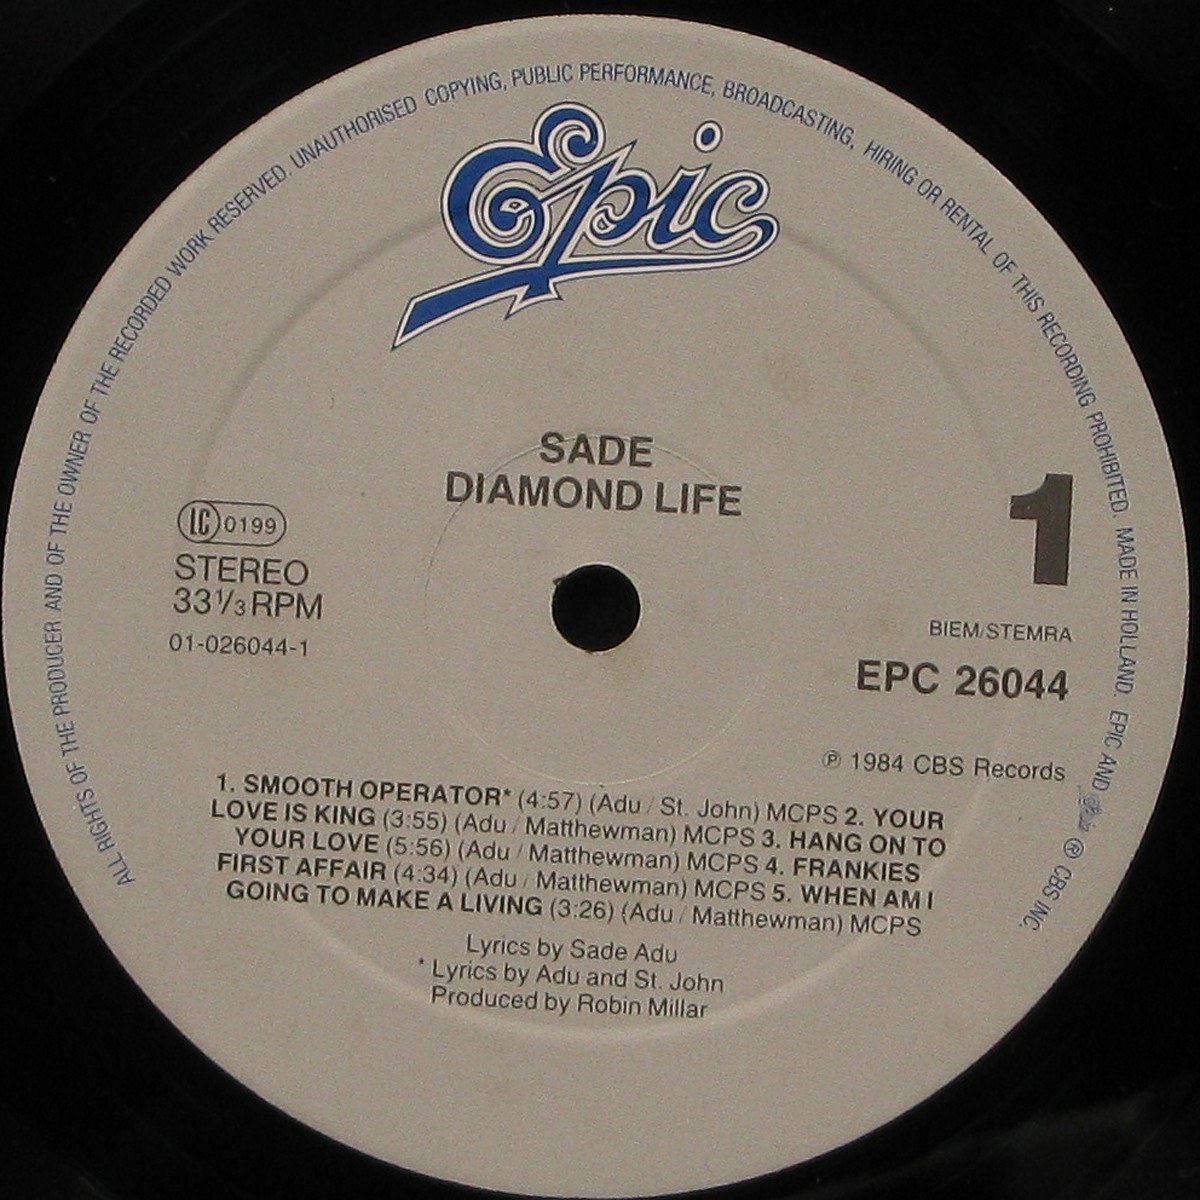 ALL RIGHTS OF THE PRODUCER AND OF THE OWNER OF THE RECORDED WORK RESERVED. UNAUTHORISED COPYING, PUBLIC PERFORMANCE, BROADCASTING, HIRING OR RENTAL OF THIS RECORDING PROHIBITED. MADE IN HOLLAND. EPIC AND Epic ® CBS INC.
Epic
SADE
DIAMOND LIFE
LC 0199
STEREO
33⅓ RPM
01-026044-1
1
BIEM/STEMRA
EPC 26044
℗ 1984 CBS Records
1. SMOOTH OPERATOR* (4:57) (Adu / St. John) MCPS 2. YOUR
LOVE IS KING (3:55) (Adu / Matthewman) MCPS 3. HANG ON TO
YOUR LOVE (5:56) (Adu / Matthewman) MCPS 4. FRANKIES
FIRST AFFAIR (4:34) (Adu / Matthewman) MCPS 5. WHEN AM I
GOING TO MAKE A LIVING (3:26) (Adu / Matthewman) MCPS
Lyrics by Sade Adu
* Lyrics by Adu and St. John
Produced by Robin Millar